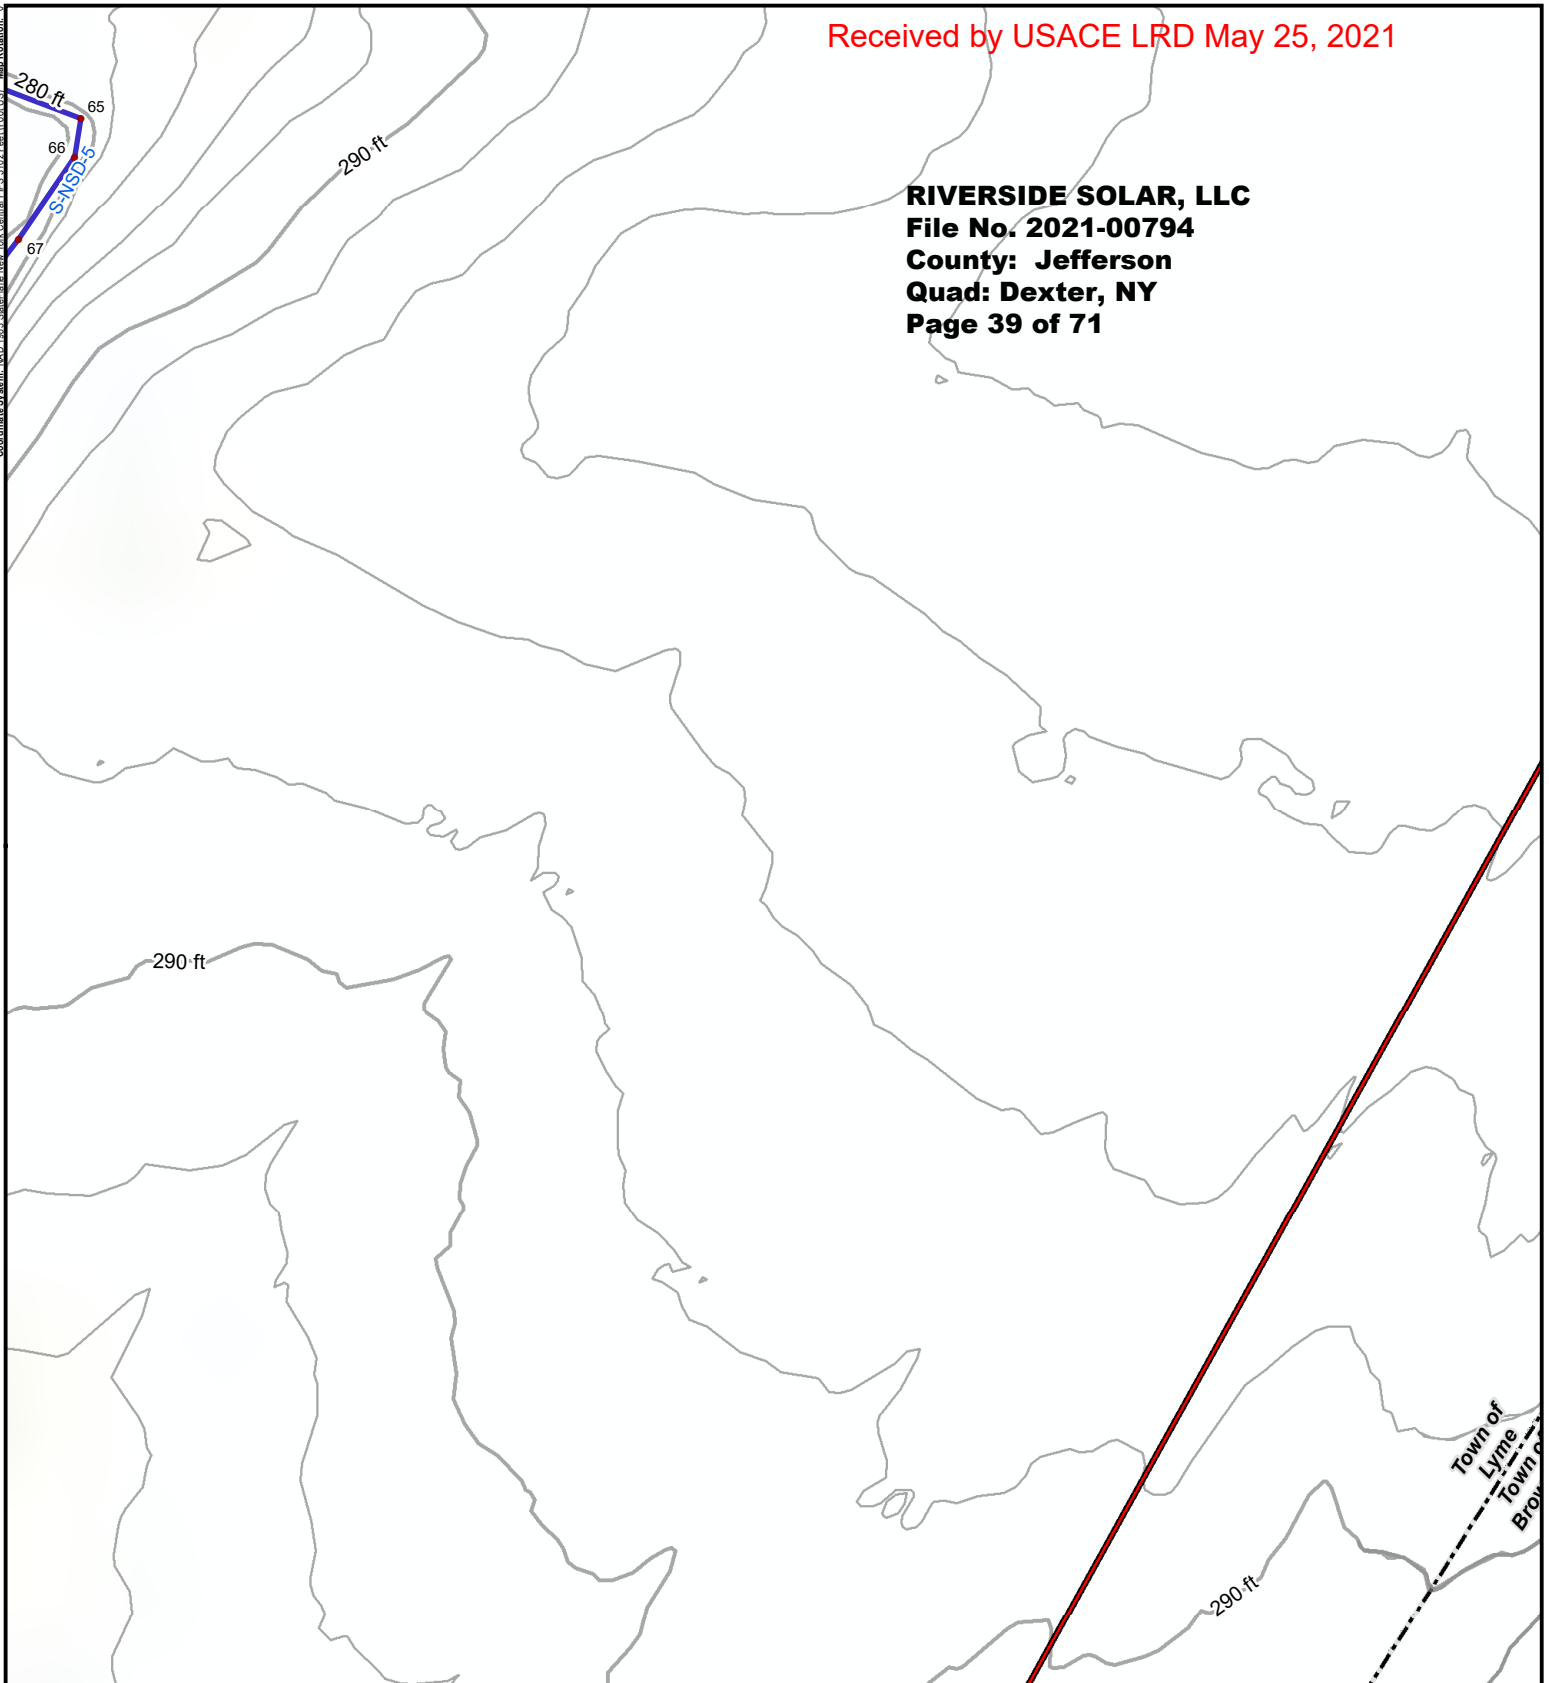 Received by USACE LRD May 25, 2021
280 ft
65
66
S-NSD-5
67
290 ft
RIVERSIDE SOLAR, LLC
File No. 2021-00794
County: Jefferson
Quad: Dexter, NY
Page 39 of 71
290 ft
Town of
Lyme
Town
290 ft